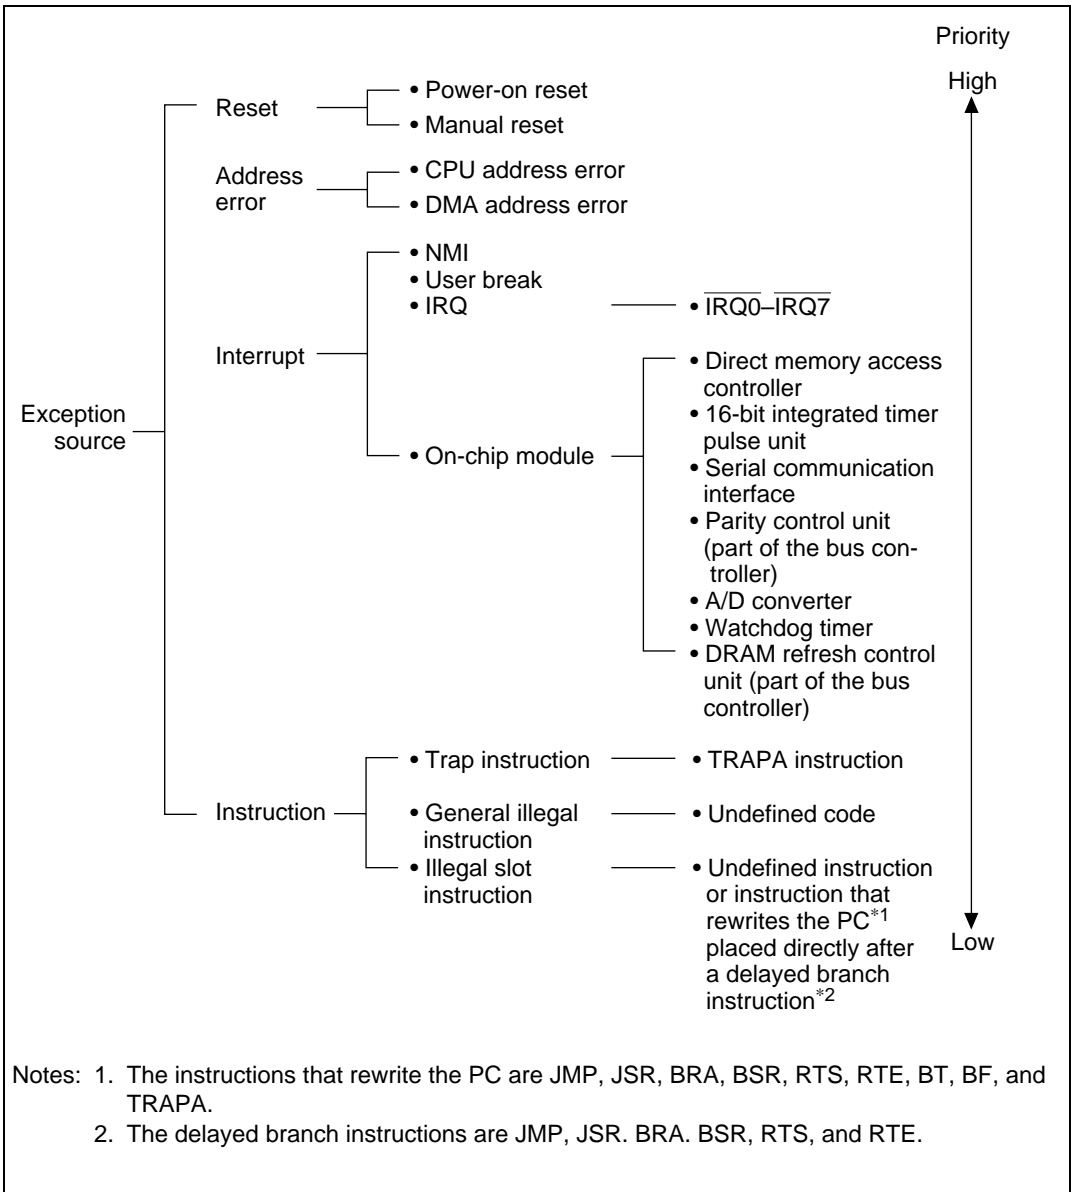 Priority
High
Reset
• Power-on reset
• Manual reset
Address
error
• CPU address error
• DMA address error
• NMI
• User break
• IRQ
• IRQ0–IRQ7
Interrupt
• Direct memory access
controller
• 16-bit integrated timer
pulse unit
Exception
source
• On-chip module
• Serial communication
interface
• Parity control unit
(part of the bus con-
troller)
• A/D converter
• Watchdog timer
• DRAM refresh control
unit (part of the bus
controller)
• Trap instruction
• TRAPA instruction
Instruction
• General illegal
instruction
• Undefined code
• Illegal slot
instruction
• Undefined instruction
or instruction that
rewrites the PC*1
placed directly after
a delayed branch
instruction*2
Low
Notes: 1. The instructions that rewrite the PC are JMP, JSR, BRA, BSR, RTS, RTE, BT, BF, and
TRAPA.
2. The delayed branch instructions are JMP, JSR. BRA. BSR, RTS, and RTE.